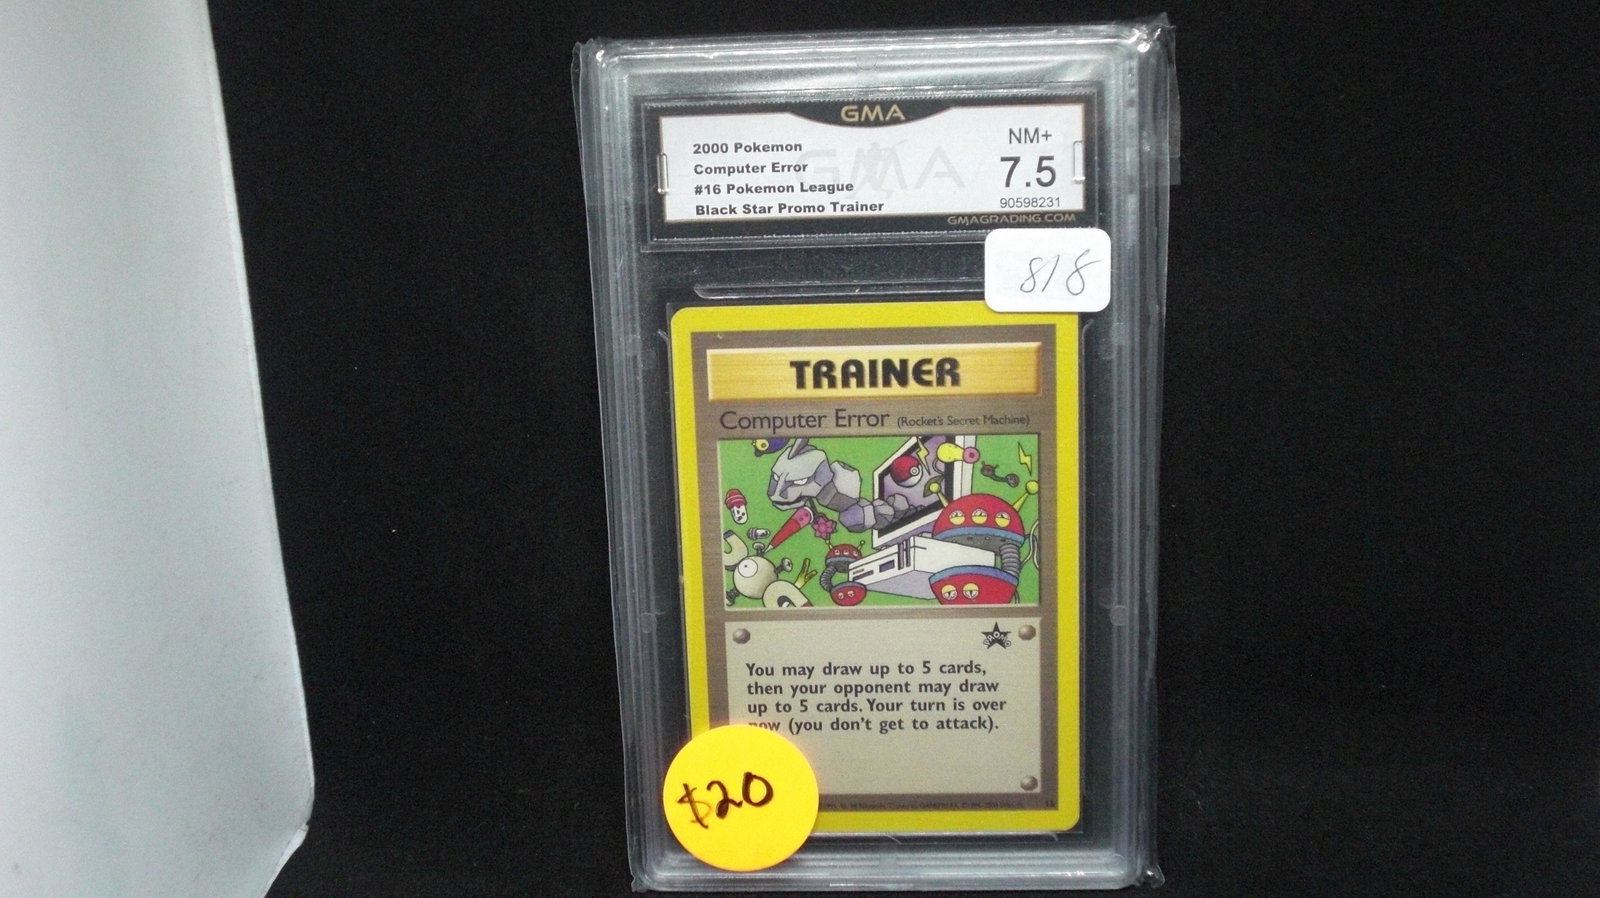 GMA
2000 Pokemon
Computer Error
#16 Pokemon League
Black Star Promo Trainer
NM+
7.5
90598231
GMAGRADING.COM
GMA
818
TRAINER
Computer Error (Rocket's Secret Machine)
PROMO
You may draw up to 5 cards,
then your opponent may draw
up to 5 cards. Your turn is over
now (you don't get to attack).
$20
16